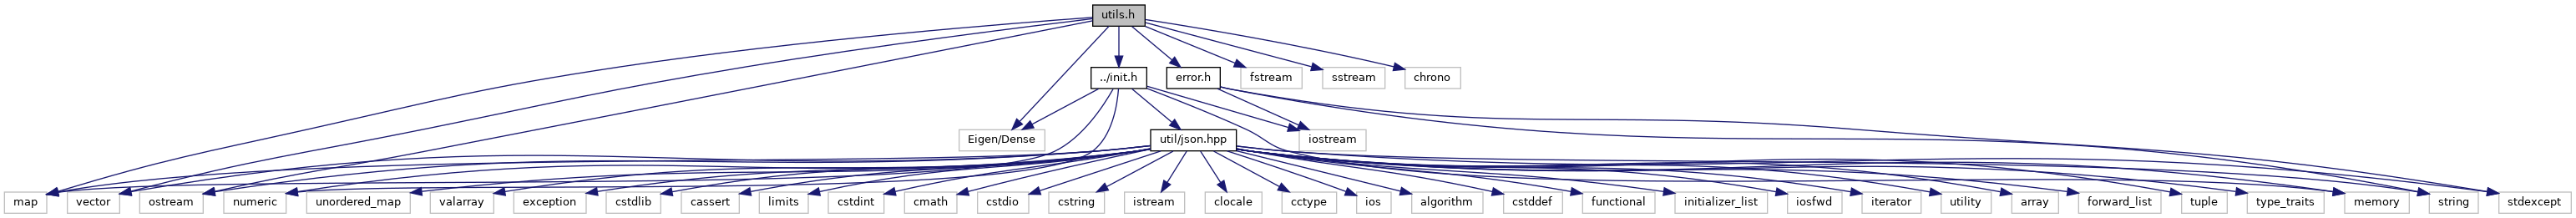 utils.h
../init.h
error.h
fstream
sstream
chrono
Eigen/Dense
util/json.hpp
iostream
map
vector
ostream
numeric
unordered_map
valarray
exception
cstdlib
cassert
limits
cstdint
cmath
cstdio
cstring
istream
clocale
cctype
ios
algorithm
cstddef
functional
initializer_list
iosfwd
iterator
utility
array
forward_list
tuple
type_traits
memory
string
stdexcept